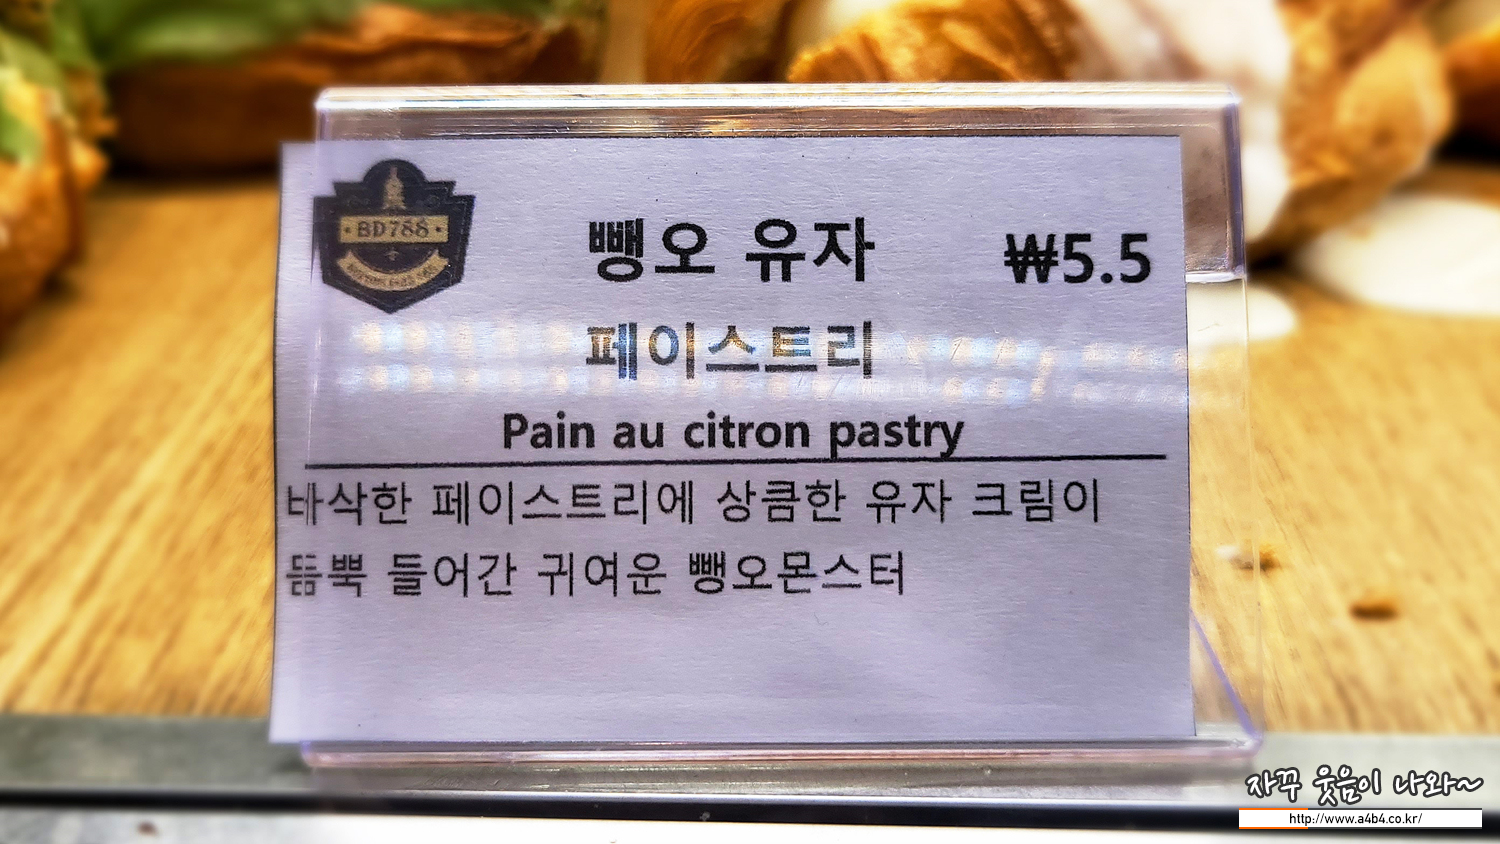 BD788
뺑오 유자
₩5.5
페이스트리
Pain au citron pastry
바삭한 페이스트리에 상큼한 유자 크림이
듬뿍 들어간 귀여운 뺑오몬스터
자꾸 웃음이 나와~
http://www.a4b4.co.kr/